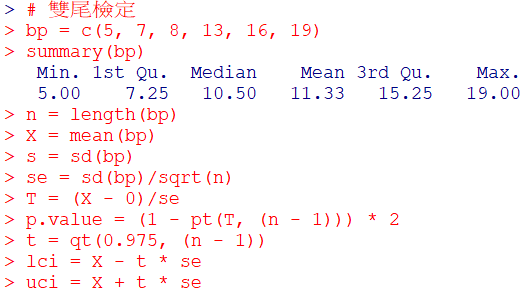 > # 雙尾檢定
> bp = c(5, 7, 8, 13, 16, 19)
> summary(bp)
   Min. 1st Qu.  Median    Mean 3rd Qu.    Max.
   5.00    7.25   10.50   11.33   15.25   19.00
> n = length(bp)
> X = mean(bp)
> s = sd(bp)
> se = sd(bp)/sqrt(n)
> T = (X - 0)/se
> p.value = (1 - pt(T, (n - 1))) * 2
> t = qt(0.975, (n - 1))
> lci = X - t * se
> uci = X + t * se